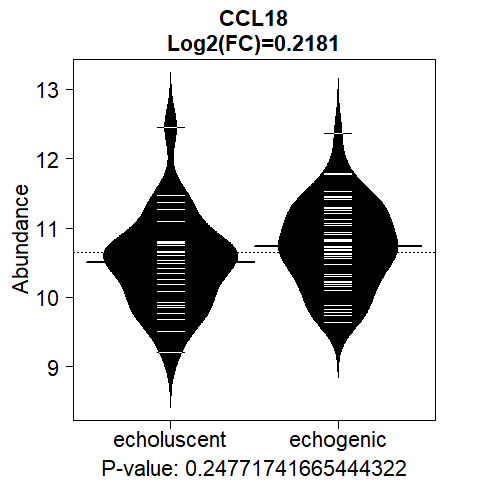 CCL18
Log2(FC)=0.2181
Abundance
13
12
11
10
9
echoluscent echogenic
P-value: 0.24771741665444322